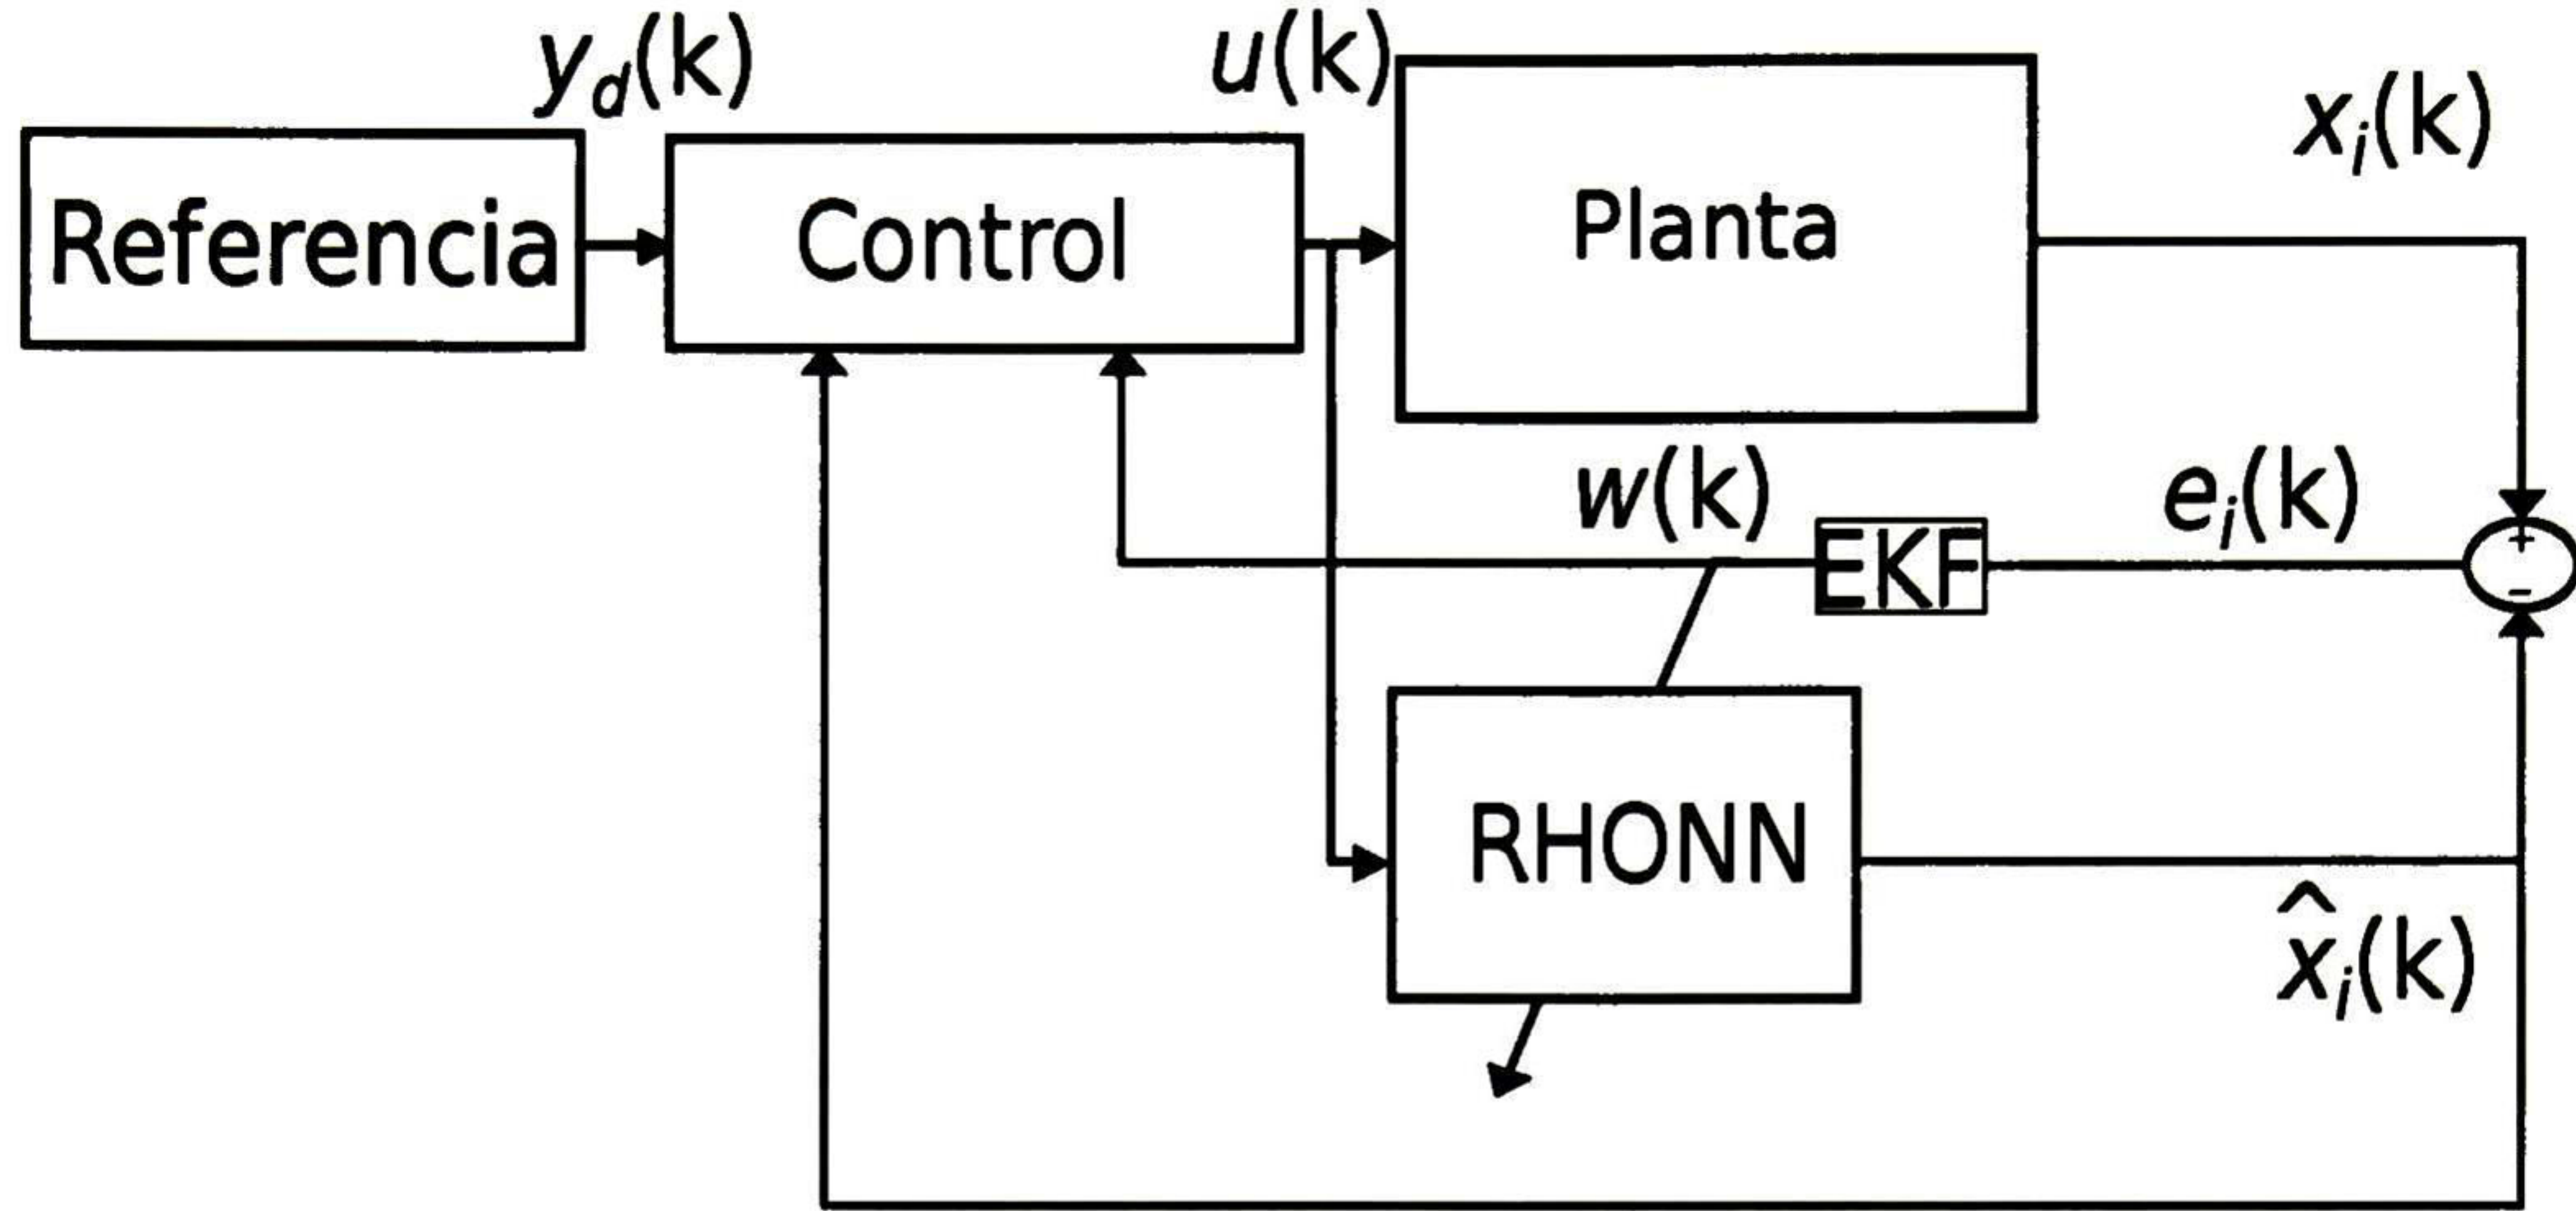 y_d(k)
u(k)
x_i(k)
Referencia
Control
Planta
w(k)
e_i(k)
EKF
+
-
RHONN
x̂_i(k)